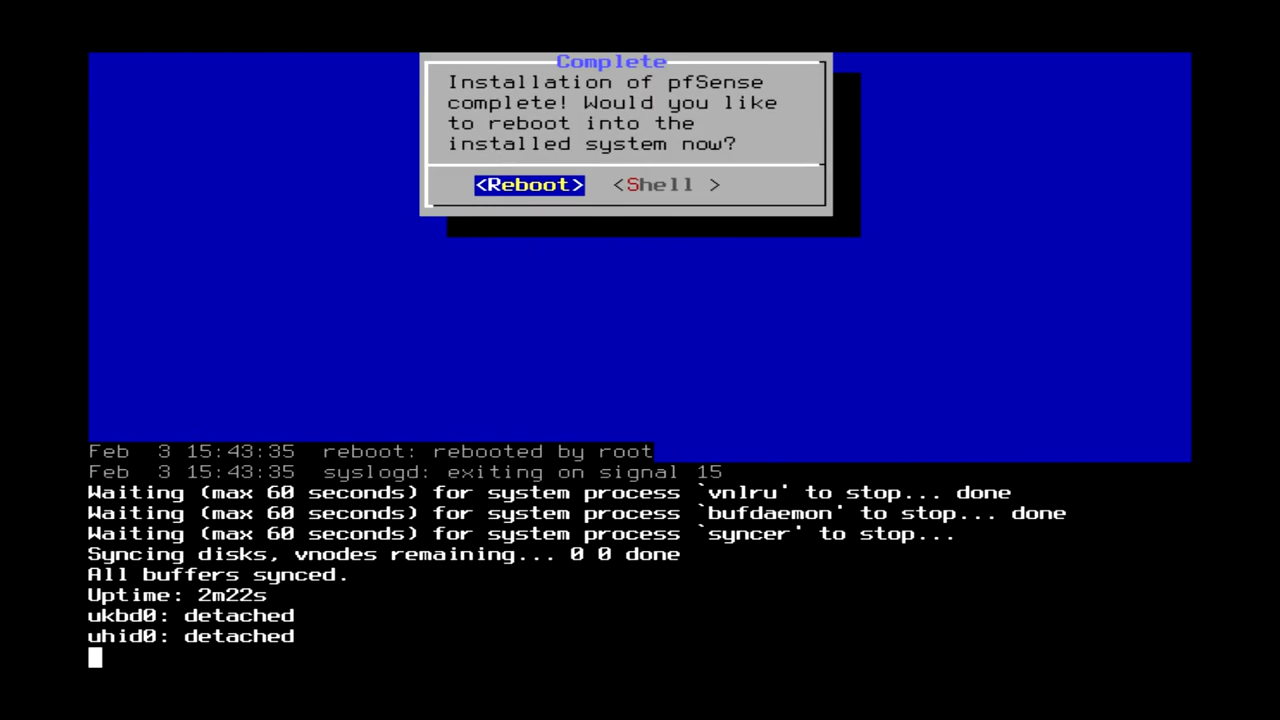 Complete
Installation of pfSense
complete! Would you like
to reboot into the
installed system now?
<Reboot> <Shell >
Feb  3 15:43:35  reboot: rebooted by root
Feb  3 15:43:35  syslogd: exiting on signal 15
Waiting (max 60 seconds) for system process `vnlru' to stop... done
Waiting (max 60 seconds) for system process `bufdaemon' to stop... done
Waiting (max 60 seconds) for system process `syncer' to stop...
Syncing disks, vnodes remaining... 0 0 done
All buffers synced.
Uptime: 2m22s
ukbd0: detached
uhid0: detached